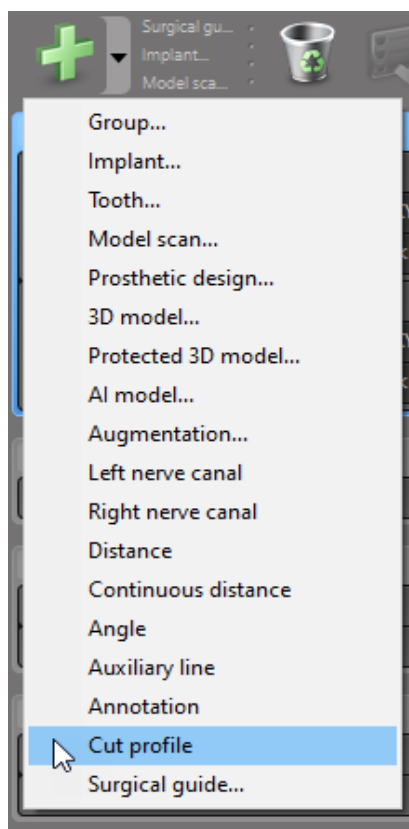 Surgical gu...
Implant...
Model sca...
Group...
Implant...
Tooth...
Model scan...
Prosthetic design...
3D model...
Protected 3D model...
AI model...
Augmentation...
Left nerve canal
Right nerve canal
Distance
Continuous distance
Angle
Auxiliary line
Annotation
Cut profile
Surgical guide...